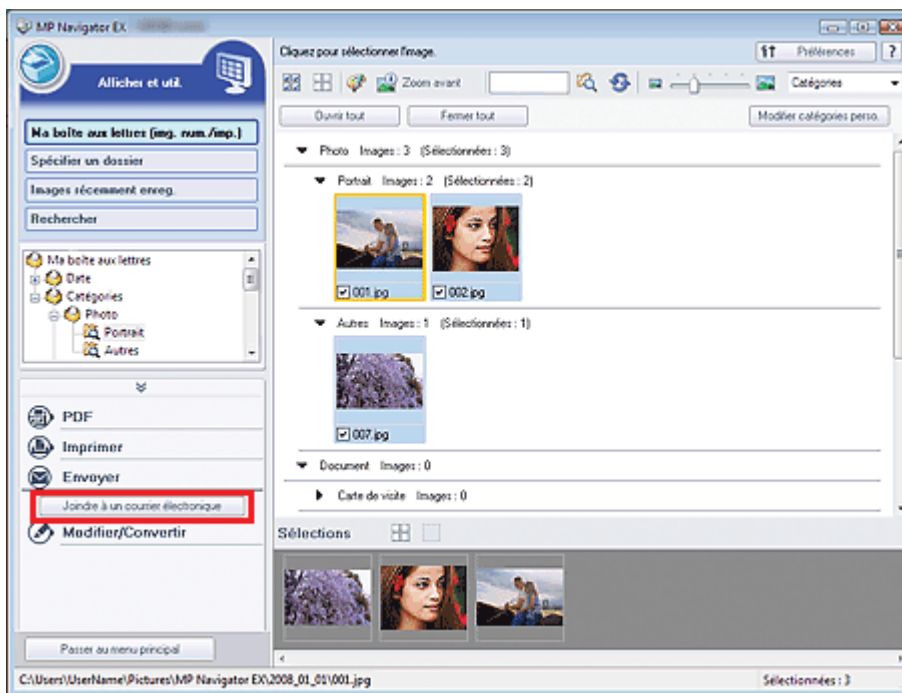 MP Navigator EX
Afficher et util.
Ma boîte aux lettres (img. num./imp.)
Spécifier un dossier
Images récemment enreg.
Rechercher
Ma boîte aux lettres
Date
Catégories
Photo
Portrait
Autres
PDF
Imprimer
Envoyer
Joindre à un courrier électronique
Modifier/Convertir
Passer au menu principal
Cliquez pour sélectionner l'image.
Préférences
?
Zoom avant
Catégories
Ouvrir tout
Fermer tout
Modifier catégories perso.
Photo Images : 3 (Sélectionnées : 3)
Portrait Images : 2 (Sélectionnées : 2)
001.jpg
002.jpg
Autres Images : 1 (Sélectionnées : 1)
007.jpg
Document Images : 0
Carte de visite Images : 0
Sélections
C:\Users\UserName\Pictures\MP Navigator EX\2008_01_01\001.jpg
Sélectionnées : 3